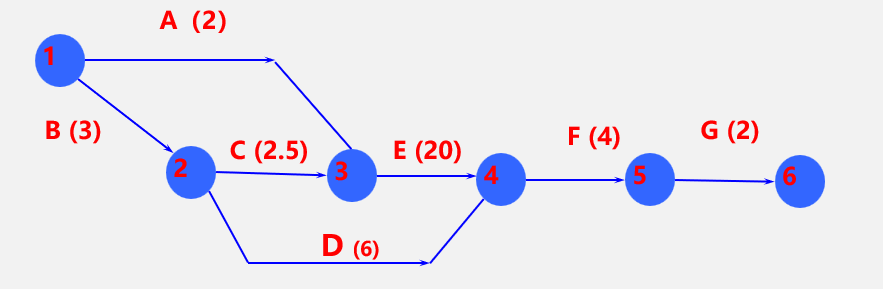 A (2)
1
B (3)
C (2.5)
E (20)
F (4)
G (2)
2
3
4
5
6
D (6)